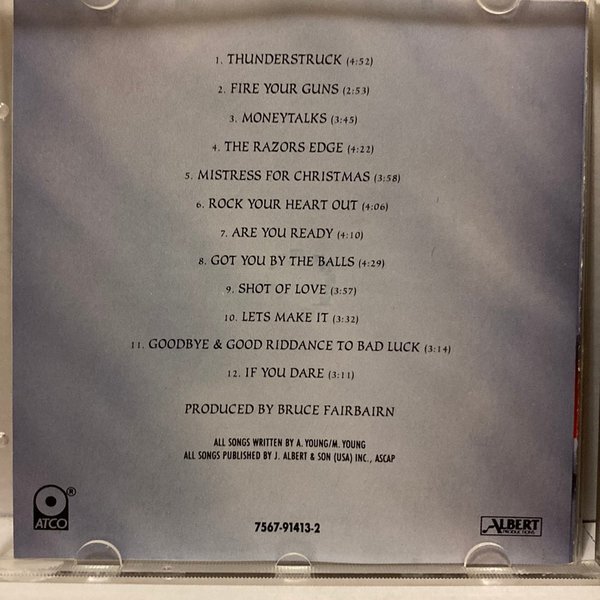 1. THUNDERSTRUCK (4:52)
2. FIRE YOUR GUNS (2:53)
3. MONEYTALKS (3:45)
4. THE RAZORS EDGE (4:22)
5. MISTRESS FOR CHRISTMAS (3:58)
6. ROCK YOUR HEART OUT (4:06)
7. ARE YOU READY (4:10)
8. GOT YOU BY THE BALLS (4:29)
9. SHOT OF LOVE (3:57)
10. LETS MAKE IT (3:32)
11. GOODBYE & GOOD RIDDANCE TO BAD LUCK (3:14)
12. IF YOU DARE (3:11)
PRODUCED BY BRUCE FAIRBAIRN
ALL SONGS WRITTEN BY A. YOUNG/M. YOUNG
ALL SONGS PUBLISHED BY J. ALBERT & SON (USA) INC., ASCAP
ATCO®
7567-91413-2
ALBERT
PRODUCTIONS